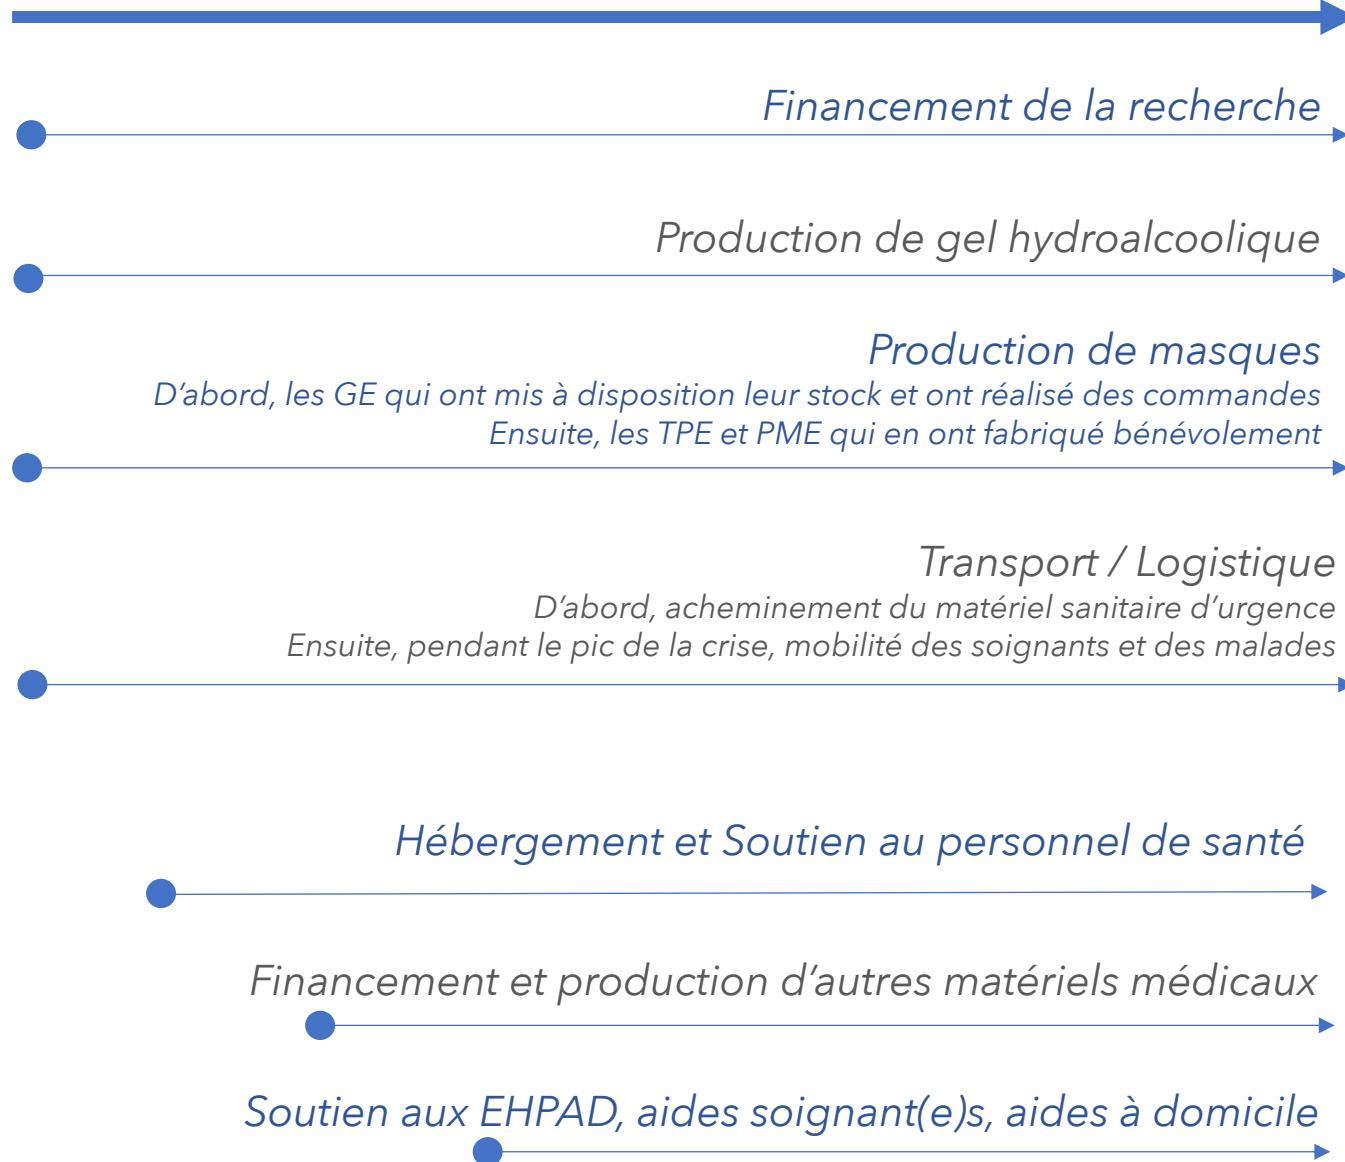 Financement de la recherche
Production de gel hydroalcoolique
Production de masques
D’abord, les GE qui ont mis à disposition leur stock et ont réalisé des commandes
Ensuite, les TPE et PME qui en ont fabriqué bénévolement
Transport / Logistique
D’abord, acheminement du matériel sanitaire d’urgence
Ensuite, pendant le pic de la crise, mobilité des soignants et des malades
Hébergement et Soutien au personnel de santé
Financement et production d’autres matériels médicaux
Soutien aux EHPAD, aides soignant(e)s, aides à domicile